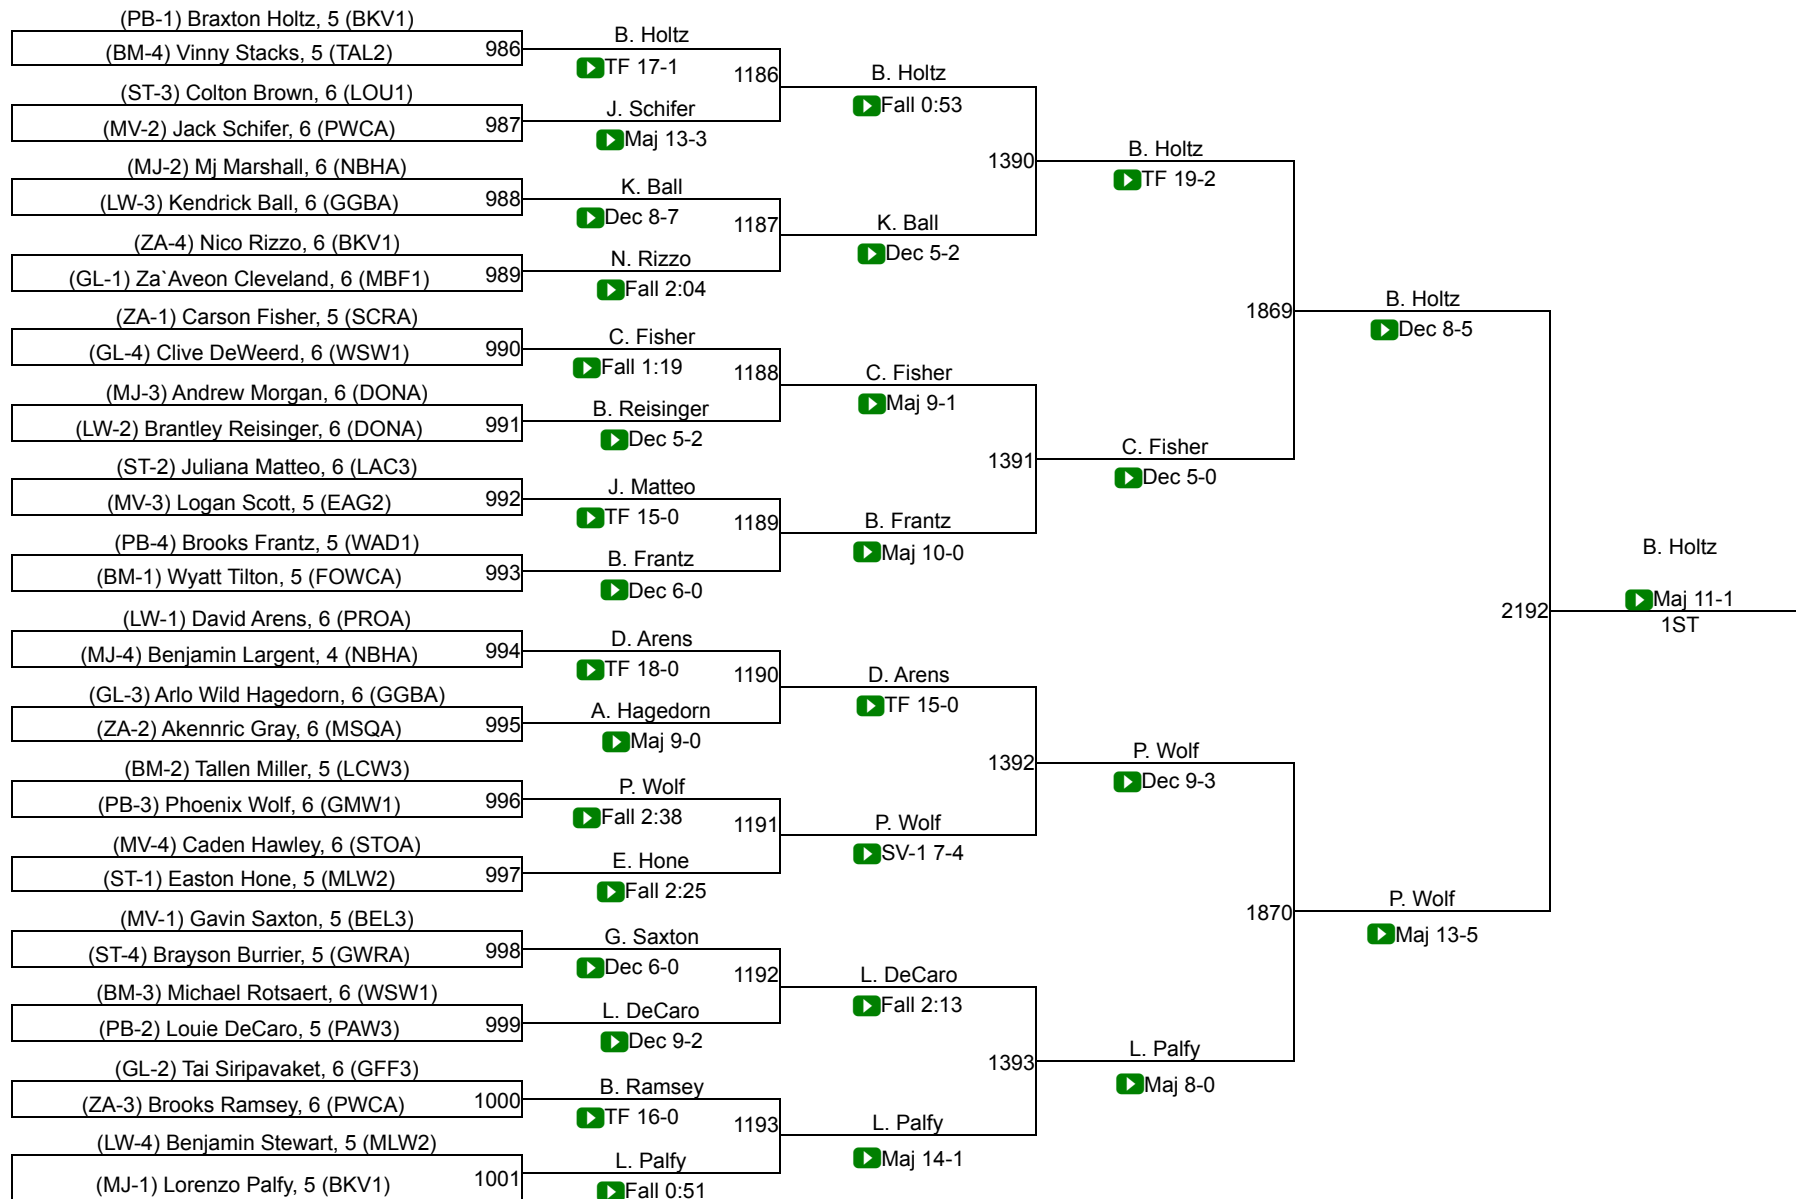 (PB-1) Braxton Holtz, 5 (BKV1)
(BM-4) Vinny Stacks, 5 (TAL2)
986
(ST-3) Colton Brown, 6 (LOU1)
(MV-2) Jack Schifer, 6 (PWCA)
987
(MJ-2) Mj Marshall, 6 (NBHA)
(LW-3) Kendrick Ball, 6 (GGBA)
988
(ZA-4) Nico Rizzo, 6 (BKV1)
(GL-1) Za`Aveon Cleveland, 6 (MBF1)
989
(ZA-1) Carson Fisher, 5 (SCRA)
(GL-4) Clive DeWeerd, 6 (WSW1)
990
(MJ-3) Andrew Morgan, 6 (DONA)
(LW-2) Brantley Reisinger, 6 (DONA)
991
(ST-2) Juliana Matteo, 6 (LAC3)
(MV-3) Logan Scott, 5 (EAG2)
992
(PB-4) Brooks Frantz, 5 (WAD1)
(BM-1) Wyatt Tilton, 5 (FOWCA)
993
(LW-1) David Arens, 6 (PROA)
(MJ-4) Benjamin Largent, 4 (NBHA)
994
(GL-3) Arlo Wild Hagedorn, 6 (GGBA)
(ZA-2) Akennric Gray, 6 (MSQA)
995
(BM-2) Tallen Miller, 5 (LCW3)
(PB-3) Phoenix Wolf, 6 (GMW1)
996
(MV-4) Caden Hawley, 6 (STOA)
(ST-1) Easton Hone, 5 (MLW2)
997
(MV-1) Gavin Saxton, 5 (BEL3)
(ST-4) Brayson Burrier, 5 (GWRA)
998
(BM-3) Michael Rotsaert, 6 (WSW1)
(PB-2) Louie DeCaro, 5 (PAW3)
999
(GL-2) Tai Siripavaket, 6 (GFF3)
(ZA-3) Brooks Ramsey, 6 (PWCA)
1000
(LW-4) Benjamin Stewart, 5 (MLW2)
(MJ-1) Lorenzo Palfy, 5 (BKV1)
1001
B. Holtz
TF 17-1
1186
J. Schifer
Maj 13-3
K. Ball
Dec 8-7
1187
N. Rizzo
Fall 2:04
C. Fisher
Fall 1:19
1188
B. Reisinger
Dec 5-2
J. Matteo
TF 15-0
1189
B. Frantz
Dec 6-0
D. Arens
TF 18-0
1190
A. Hagedorn
Maj 9-0
P. Wolf
Fall 2:38
1191
E. Hone
Fall 2:25
G. Saxton
Dec 6-0
1192
L. DeCaro
Dec 9-2
B. Ramsey
TF 16-0
1193
L. Palfy
Fall 0:51
B. Holtz
Fall 0:53
1390
K. Ball
Dec 5-2
C. Fisher
Maj 9-1
1391
B. Frantz
Maj 10-0
D. Arens
TF 15-0
1392
P. Wolf
SV-1 7-4
L. DeCaro
Fall 2:13
1393
L. Palfy
Maj 14-1
B. Holtz
TF 19-2
1869
C. Fisher
Dec 5-0
P. Wolf
Dec 9-3
1870
L. Palfy
Maj 8-0
B. Holtz
Dec 8-5
2192
P. Wolf
Maj 13-5
B. Holtz
Maj 11-1
1ST